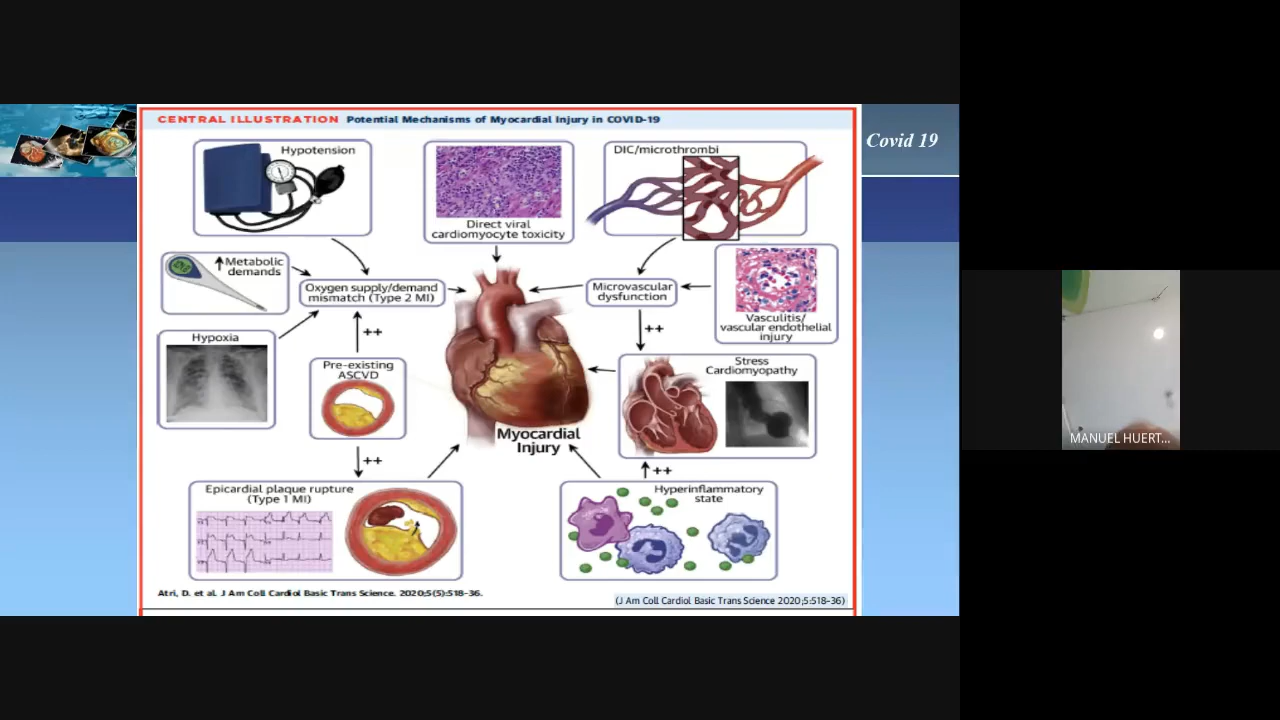 CENTRAL ILLUSTRATION Potential Mechanisms of Myocardial Injury in COVID-19
Covid 19
Hypotension
Direct viral
cardiomyocyte toxicity
DIC/microthrombi
↑Metabolic
demands
Oxygen supply/demand
mismatch (Type 2 MI)
Microvascular
dysfunction
Vasculitis/
vascular endothelial
injury
Hypoxia
++
++
Pre-existing
ASCVD
Stress
Cardiomyopathy
Myocardial
Injury
++
++
Epicardial plaque rupture
(Type 1 MI)
Hyperinflammatory
state
Atri, D. et al. J Am Coll Cardiol Basic Trans Science. 2020;5(5):518-36.
(J Am Coll Cardiol Basic Trans Science 2020;5:518-36)
MANUEL HUERT...